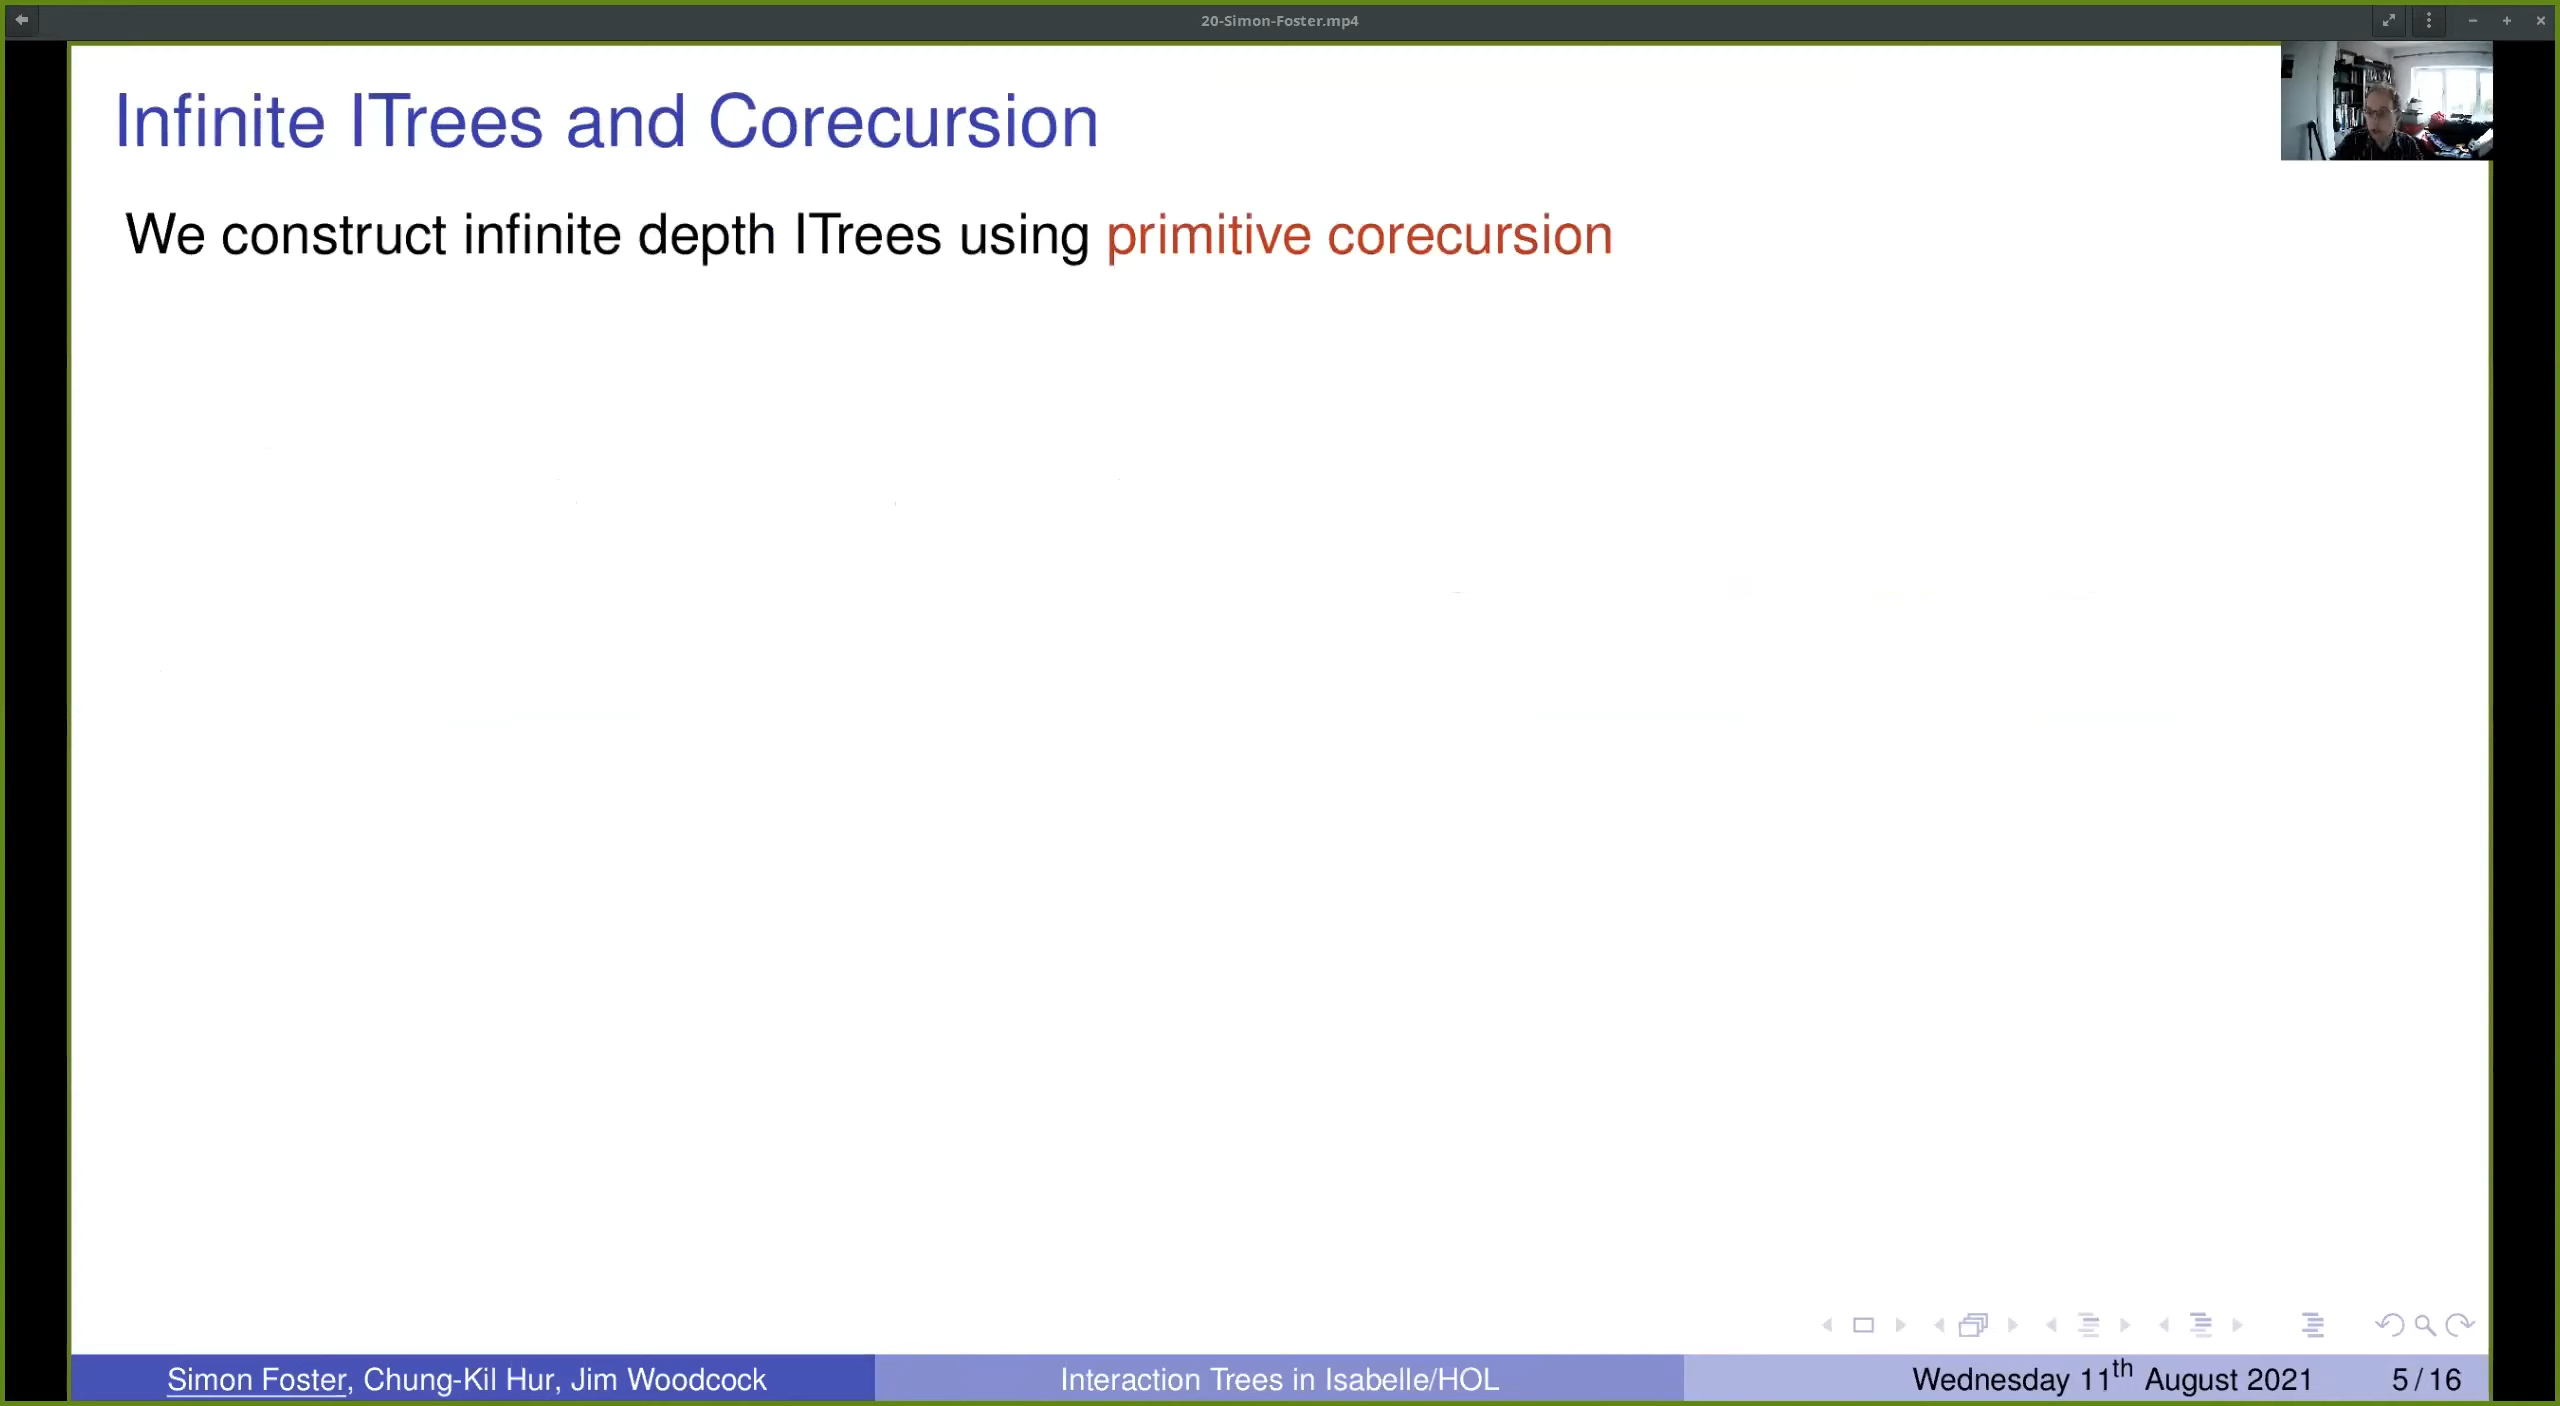 20-Simon-Foster.mp4
Infinite ITrees and Corecursion
We construct infinite depth ITrees using primitive corecursion
Simon Foster, Chung-Kil Hur, Jim Woodcock
Interaction Trees in Isabelle/HOL
Wednesday 11th August 2021
5/16